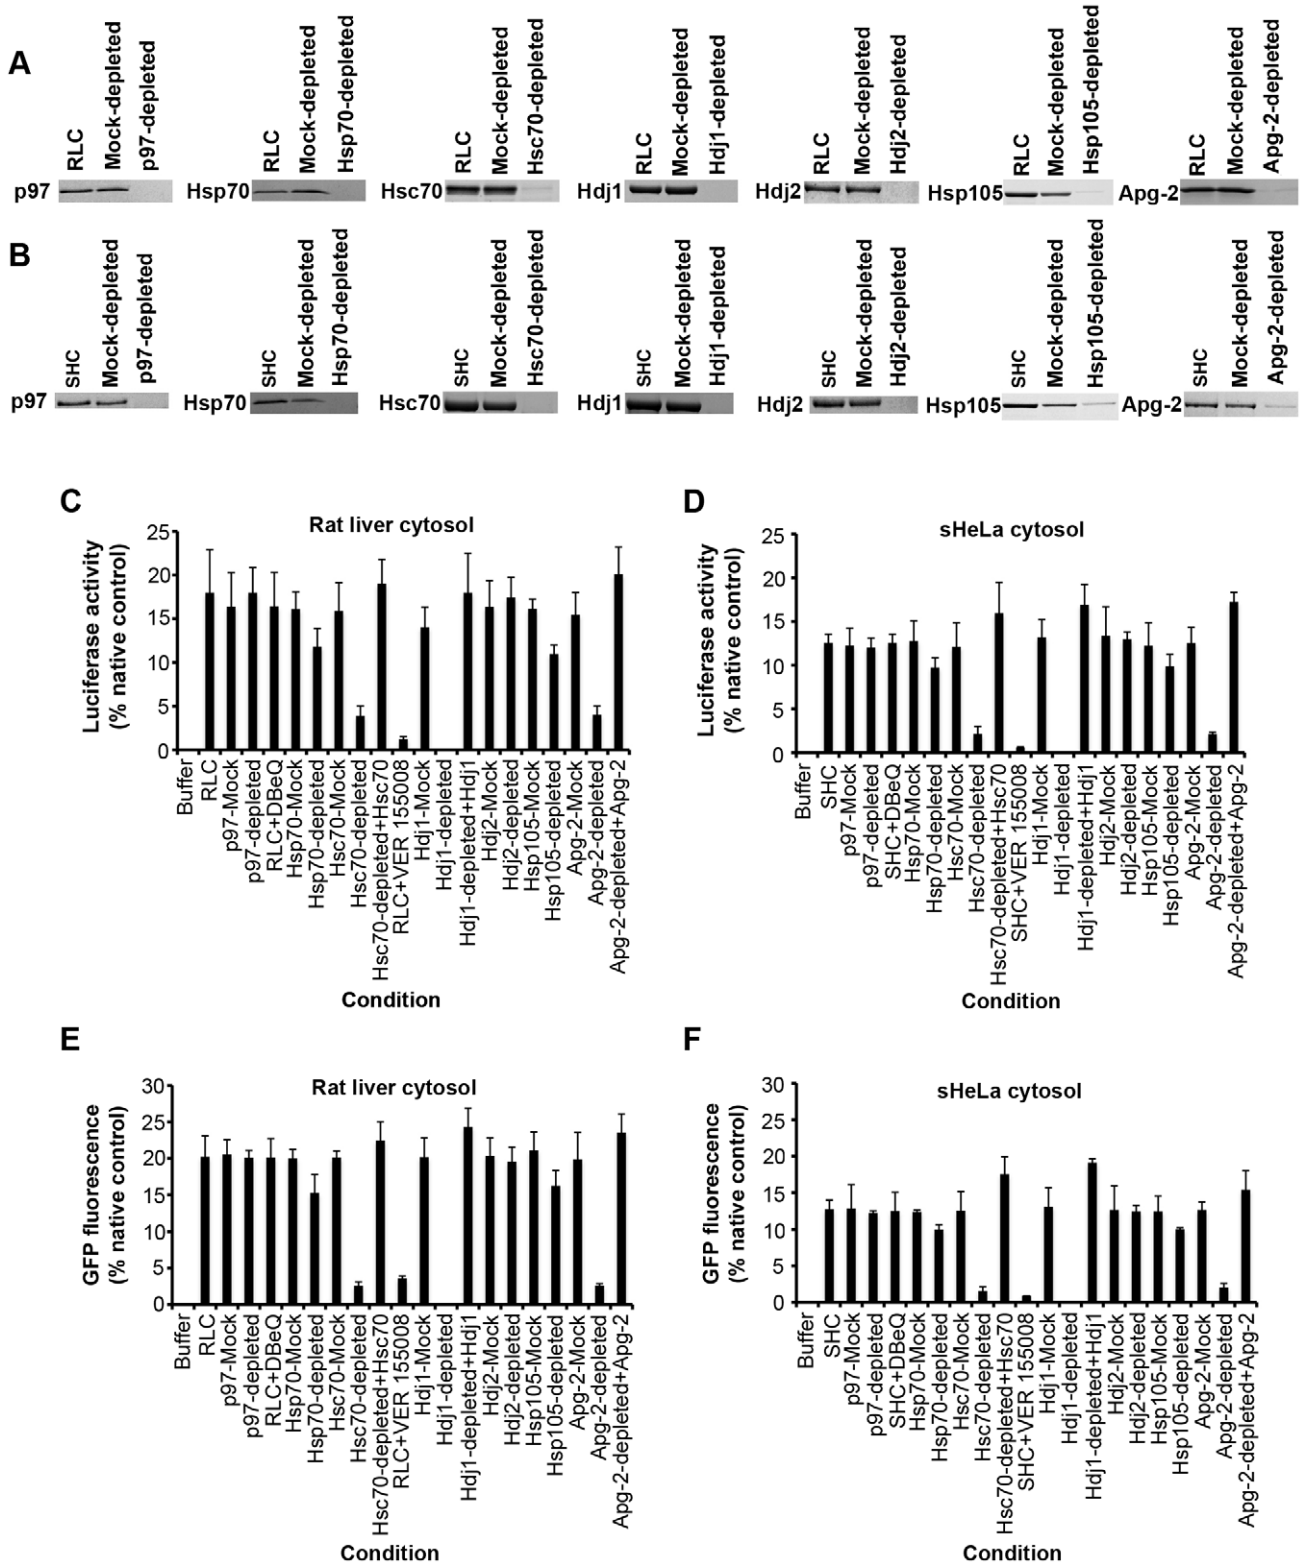 A
RLC
Mock-depleted
p97-depleted
p97
RLC
Mock-depleted
Hsp70-depleted
Hsp70
RLC
Mock-depleted
Hsc70-depleted
Hsc70
RLC
Mock-depleted
Hdj1-depleted
Hdj1
RLC
Mock-depleted
Hdj2-depleted
Hdj2
RLC
Mock-depleted
Hsp105-depleted
Hsp105
RLC
Mock-depleted
Apg-2-depleted
Apg-2
B
SHC
Mock-depleted
p97-depleted
p97
SHC
Mock-depleted
Hsp70-depleted
Hsp70
SHC
Mock-depleted
Hsc70-depleted
Hsc70
SHC
Mock-depleted
Hdj1-depleted
Hdj1
SHC
Mock-depleted
Hdj2-depleted
Hdj2
SHC
Mock-depleted
Hsp105-depleted
Hsp105
SHC
Mock-depleted
Apg-2-depleted
Apg-2
C
Rat liver cytosol
Luciferase activity
(% native control)
25
20
15
10
5
0
Buffer
RLC
p97-Mock
p97-depleted
RLC+DBeQ
Hsp70-Mock
Hsp70-depleted
Hsc70-Mock
Hsc70-depleted
Hsc70-depleted+Hsc70
RLC+VER 155008
Hdj1-Mock
Hdj1-depleted
Hdj1-depleted+Hdj1
Hdj2-Mock
Hdj2-depleted
Hsp105-Mock
Hsp105-depleted
Apg-2-Mock
Apg-2-depleted
Apg-2-depleted+Apg-2
Condition
D
sHeLa cytosol
Luciferase activity
(% native control)
25
20
15
10
5
0
Buffer
SHC
p97-Mock
p97-depleted
SHC+DBeQ
Hsp70-Mock
Hsp70-depleted
Hsc70-Mock
Hsc70-depleted
Hsc70-depleted+Hsc70
SHC+VER 155008
Hdj1-Mock
Hdj1-depleted
Hdj1-depleted+Hdj1
Hdj2-Mock
Hdj2-depleted
Hsp105-Mock
Hsp105-depleted
Apg-2-Mock
Apg-2-depleted
Apg-2-depleted+Apg-2
Condition
E
Rat liver cytosol
GFP fluorescence
(% native control)
30
25
20
15
10
5
0
Buffer
RLC
p97-Mock
p97-depleted
RLC+DBeQ
Hsp70-Mock
Hsp70-depleted
Hsc70-Mock
Hsc70-depleted
Hsc70-depleted+Hsc70
RLC+VER 155008
Hdj1-Mock
Hdj1-depleted
Hdj1-depleted+Hdj1
Hdj2-Mock
Hdj2-depleted
Hsp105-Mock
Hsp105-depleted
Apg-2-Mock
Apg-2-depleted
Apg-2-depleted+Apg-2
Condition
F
sHeLa cytosol
GFP fluorescence
(% native control)
30
25
20
15
10
5
0
Buffer
SHC
p97-Mock
p97-depleted
SHC+DBeQ
Hsp70-Mock
Hsp70-depleted
Hsc70-Mock
Hsc70-depleted
Hsc70-depleted+Hsc70
SHC+VER 155008
Hdj1-Mock
Hdj1-depleted
Hdj1-depleted+Hdj1
Hdj2-Mock
Hdj2-depleted
Hsp105-Mock
Hsp105-depleted
Apg-2-Mock
Apg-2-depleted
Apg-2-depleted+Apg-2
Condition